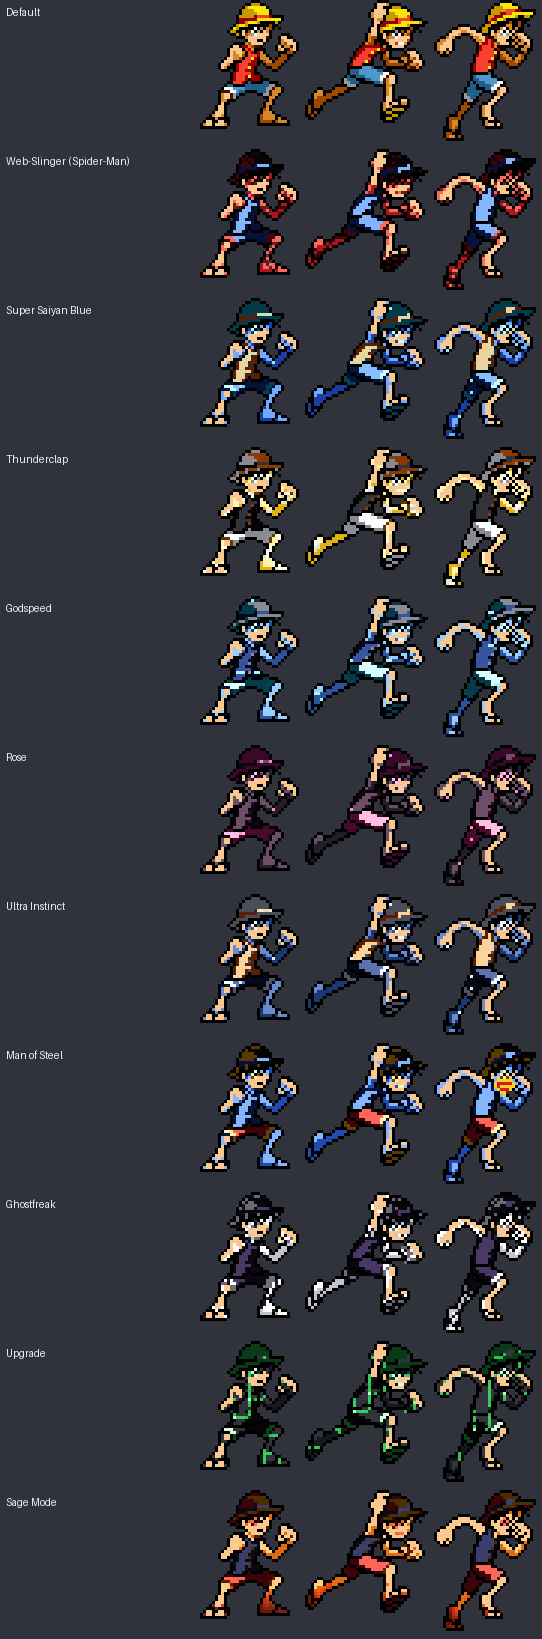 Default
Web-Slinger (Spider-Man)
Super Saiyan Blue
Thunderclap
Godspeed
Rose
Ultra Instinct
Man of Steel
Ghostfreak
Upgrade
Sage Mode